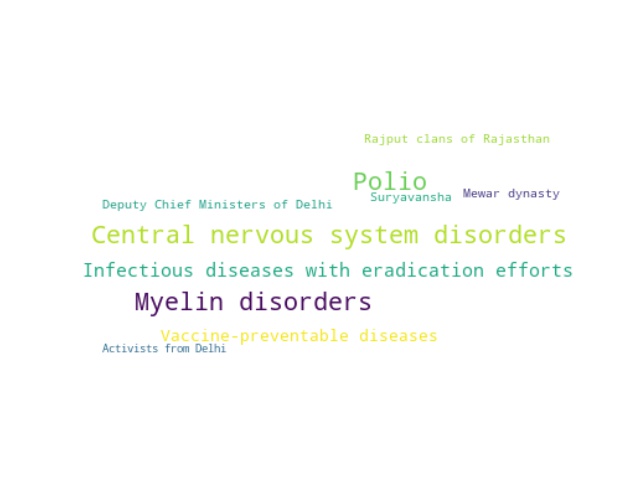 Rajput clans of Rajasthan
Polio
Suryavansha
Mewar dynasty
Deputy Chief Ministers of Delhi
Central nervous system disorders
Infectious diseases with eradication efforts
Myelin disorders
Vaccine-preventable diseases
Activists from Delhi